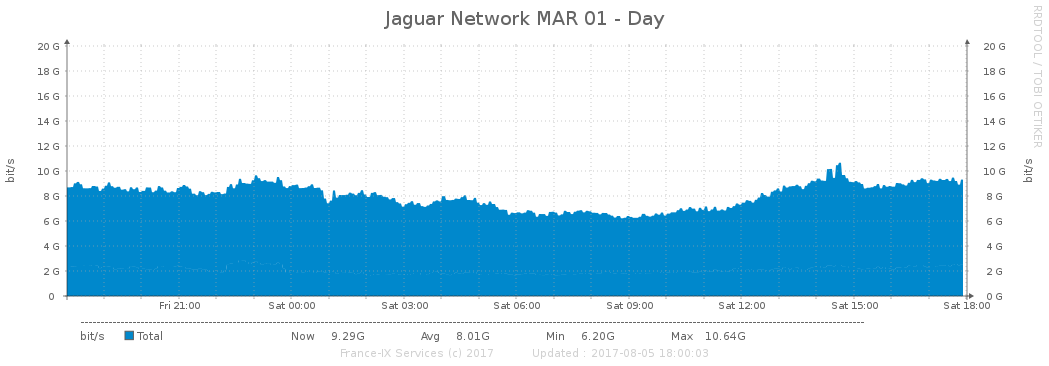 Jaguar Network MAR 01 - Day
RRDTOOL / TOBI OETIKER
bit/s
bit/s
20 G 20 G
18 G 18 G
16 G 16 G
14 G 14 G
12 G 12 G
10 G 10 G
8 G 8 G
6 G 6 G
4 G 4 G
2 G 2 G
0 0 G
Fri 21:00 Sat 00:00 Sat 03:00 Sat 06:00 Sat 09:00 Sat 12:00 Sat 15:00 Sat 18:00
bit/s Total Now 9.29G Avg 8.01G Min 6.20G Max 10.64G
France-IX Services (c) 2017 Updated : 2017-08-05 18:00:03